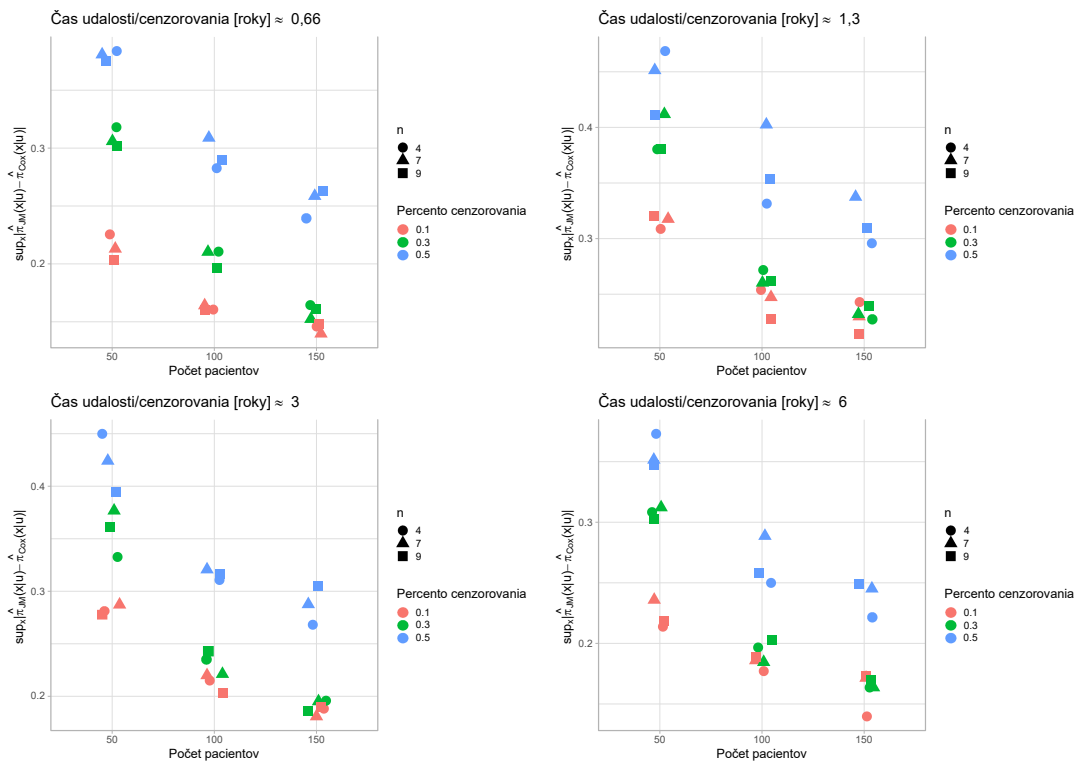 Čas udalosti/cenzorovania [roky] ≈ 0,66
sup_x|π̂_JM(x|u)−π̂_Cox(x|u)|
0.3
0.2
50 100 150
Počet pacientov
n
4
7
9
Percento cenzorovania
0.1
0.3
0.5
Čas udalosti/cenzorovania [roky] ≈ 1,3
sup_x|π̂_JM(x|u)−π̂_Cox(x|u)|
0.4
0.3
50 100 150
Počet pacientov
n
4
7
9
Percento cenzorovania
0.1
0.3
0.5
Čas udalosti/cenzorovania [roky] ≈ 3
sup_x|π̂_JM(x|u)−π̂_Cox(x|u)|
0.4
0.3
0.2
50 100 150
Počet pacientov
n
4
7
9
Percento cenzorovania
0.1
0.3
0.5
Čas udalosti/cenzorovania [roky] ≈ 6
sup_x|π̂_JM(x|u)−π̂_Cox(x|u)|
0.3
0.2
50 100 150
Počet pacientov
n
4
7
9
Percento cenzorovania
0.1
0.3
0.5